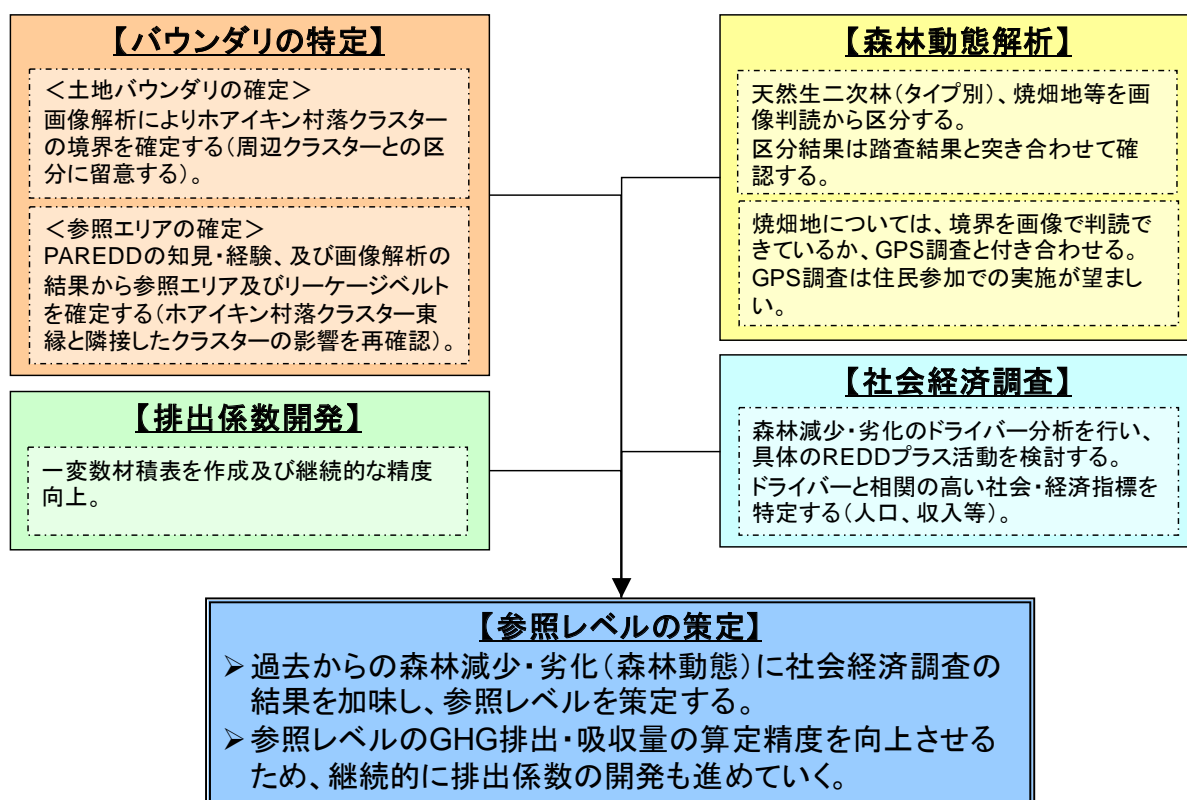 【バウンダリの特定】
＜土地バウンダリの確定＞
画像解析によりホアイキン村落クラスター
の境界を確定する（周辺クラスターとの区
分に留意する）。
＜参照エリアの確定＞
PAREDDの知見・経験、及び画像解析の
結果から参照エリア及びリーケージベルト
を確定する（ホアイキン村落クラスター東
縁と隣接したクラスターの影響を再確認）。
【森林動態解析】
天然生二次林（タイプ別）、焼畑地等を画
像判読から区分する。
区分結果は踏査結果と突き合わせて確
認する。
焼畑地については、境界を画像で判読で
きているか、GPS調査と付き合わせる。
GPS調査は住民参加での実施が望まし
い。
【排出係数開発】
一変数材積表を作成及び継続的な精度
向上。
【社会経済調査】
森林減少・劣化のドライバー分析を行い、
具体のREDDプラス活動を検討する。
ドライバーと相関の高い社会・経済指標を
特定する（人口、収入等）。
【参照レベルの策定】
➢ 過去からの森林減少・劣化（森林動態）に社会経済調査の
結果を加味し、参照レベルを策定する。
➢ 参照レベルのGHG排出・吸収量の算定精度を向上させる
ため、継続的に排出係数の開発も進めていく。